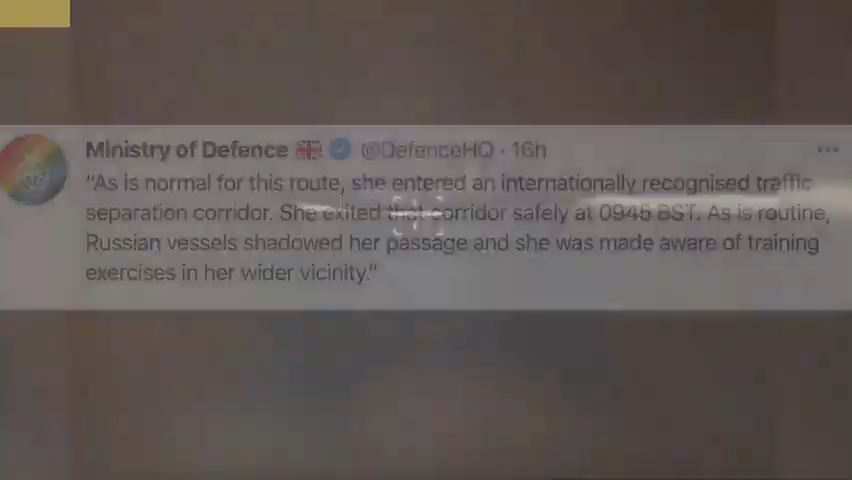 Ministry of Defence 🇬🇧 @DefenceHQ · 16h
“As is normal for this route, she entered an internationally recognised traffic
separation corridor. She exited that corridor safely at 0945 BST. As is routine,
Russian vessels shadowed her passage and she was made aware of training
exercises in her wider vicinity.”